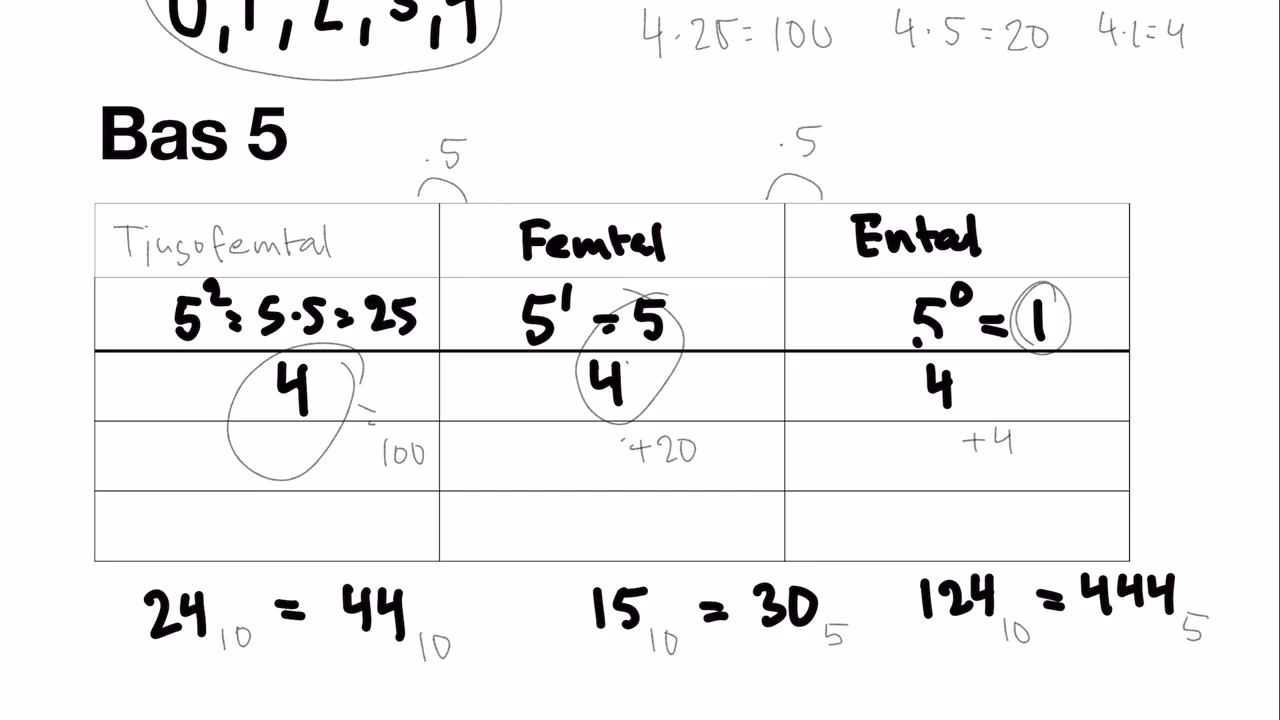 0, 1, 2, 3, 4
4·25=100 4·5=20 4·1=4
Bas 5
·5 ·5
Tjugofemtal Femtal Ental
5²=5·5=25 5¹=5 5⁰=1
4 4 4
=
100 +20 +4
24₁₀ = 44₁₀ 15₁₀ = 30₅ 124₁₀ = 444₅